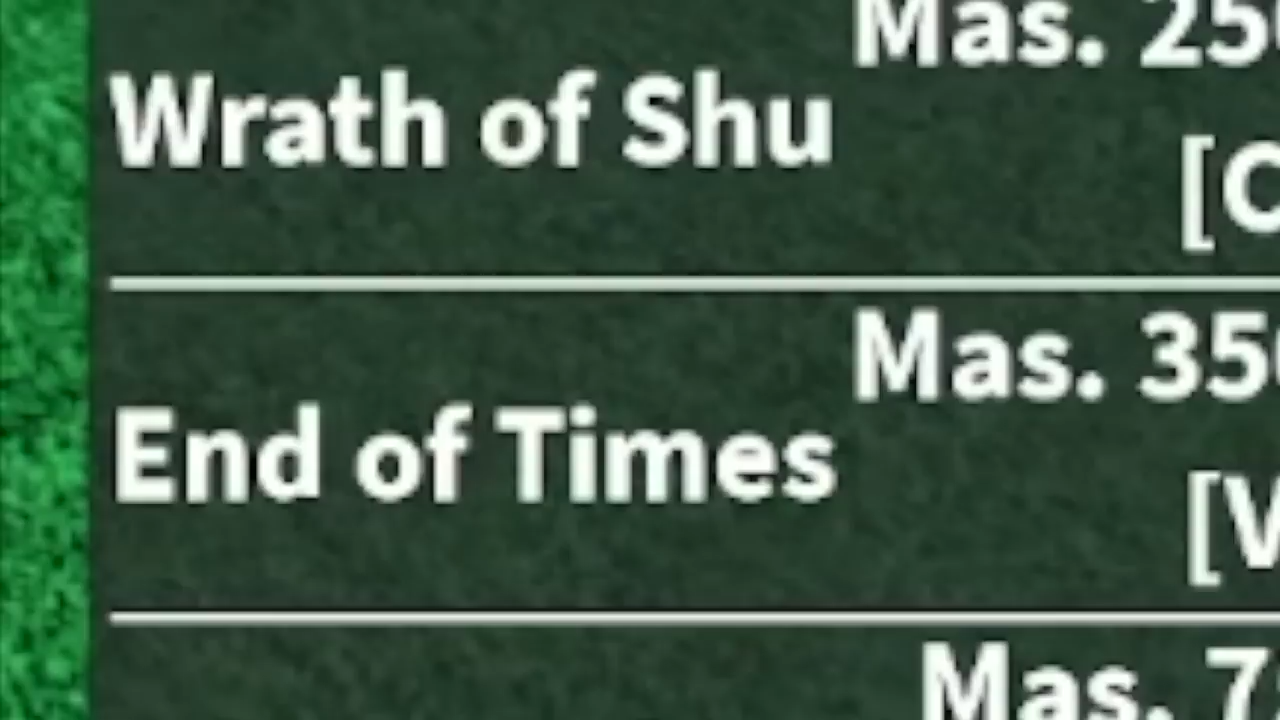 Mas. 25
Wrath of Shu
[C
Mas. 35
End of Times
[V
Mas. 7